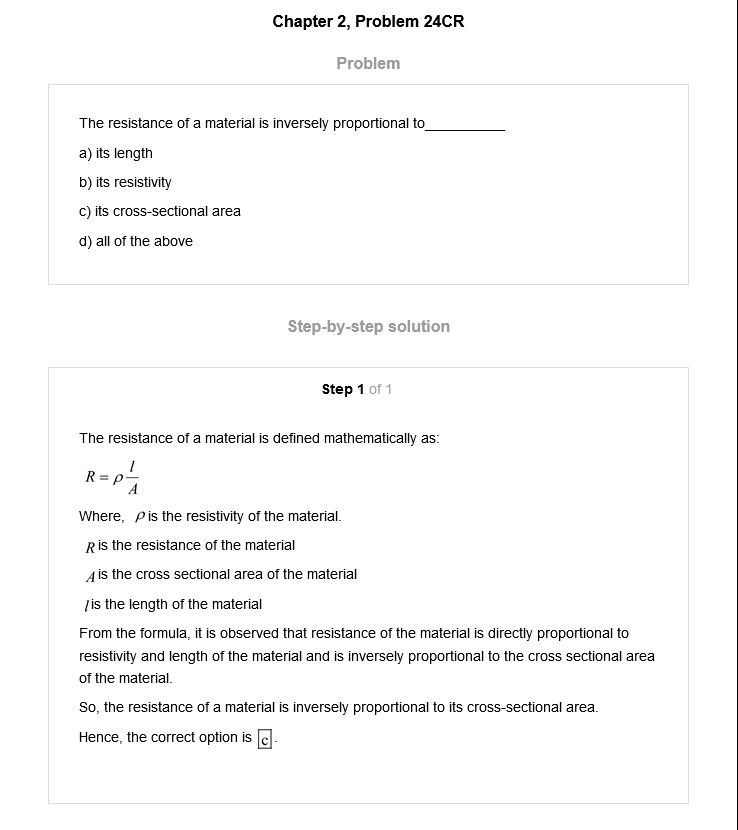 Chapter 2, Problem 24CR
Problem
The resistance of a material is inversely proportional to__________
a) its length
b) its resistivity
c) its cross-sectional area
d) all of the above
Step-by-step solution
Step 1 of 1
The resistance of a material is defined mathematically as:
R = ρ l/A
Where, ρ is the resistivity of the material.
R is the resistance of the material
A is the cross sectional area of the material
l is the length of the material
From the formula, it is observed that resistance of the material is directly proportional to
resistivity and length of the material and is inversely proportional to the cross sectional area
of the material.
So, the resistance of a material is inversely proportional to its cross-sectional area.
Hence, the correct option is c.